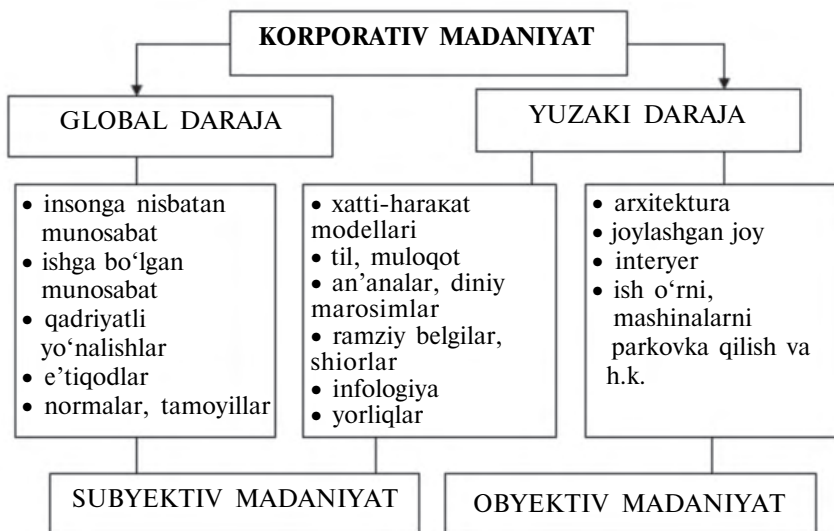 KORPORATIV MADANIYAT
GLOBAL DARAJA
YUZAKI DARAJA
• insonga nisbatan
munosabat
• ishga bo‘lgan
munosabat
• qadriyatli
yo‘nalishlar
• e’tiqodlar
• normalar, tamoyillar
• xatti-harakat
modellari
• til, muloqot
• an’analar, diniy
marosimlar
• ramziy belgilar,
shiorlar
• infologiya
• yorliqlar
• arxitektura
• joylashgan joy
• interyer
• ish o‘rni,
mashinalarni
parkovka qilish va
h.k.
SUBYEKTIV MADANIYAT
OBYEKTIV MADANIYAT